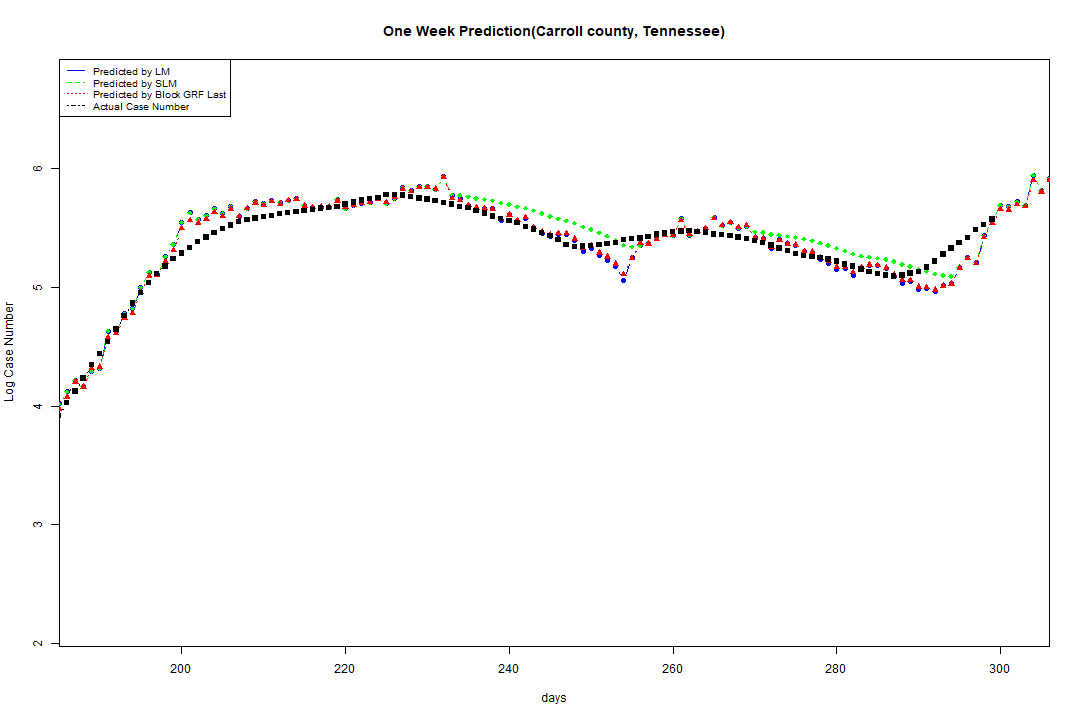 One Week Prediction(Carroll county, Tennessee)
Predicted by LM
Predicted by SLM
Predicted by Block GRF Last
Actual Case Number
6
5
4
3
2
Log Case Number
200 220 240 260 280 300
days